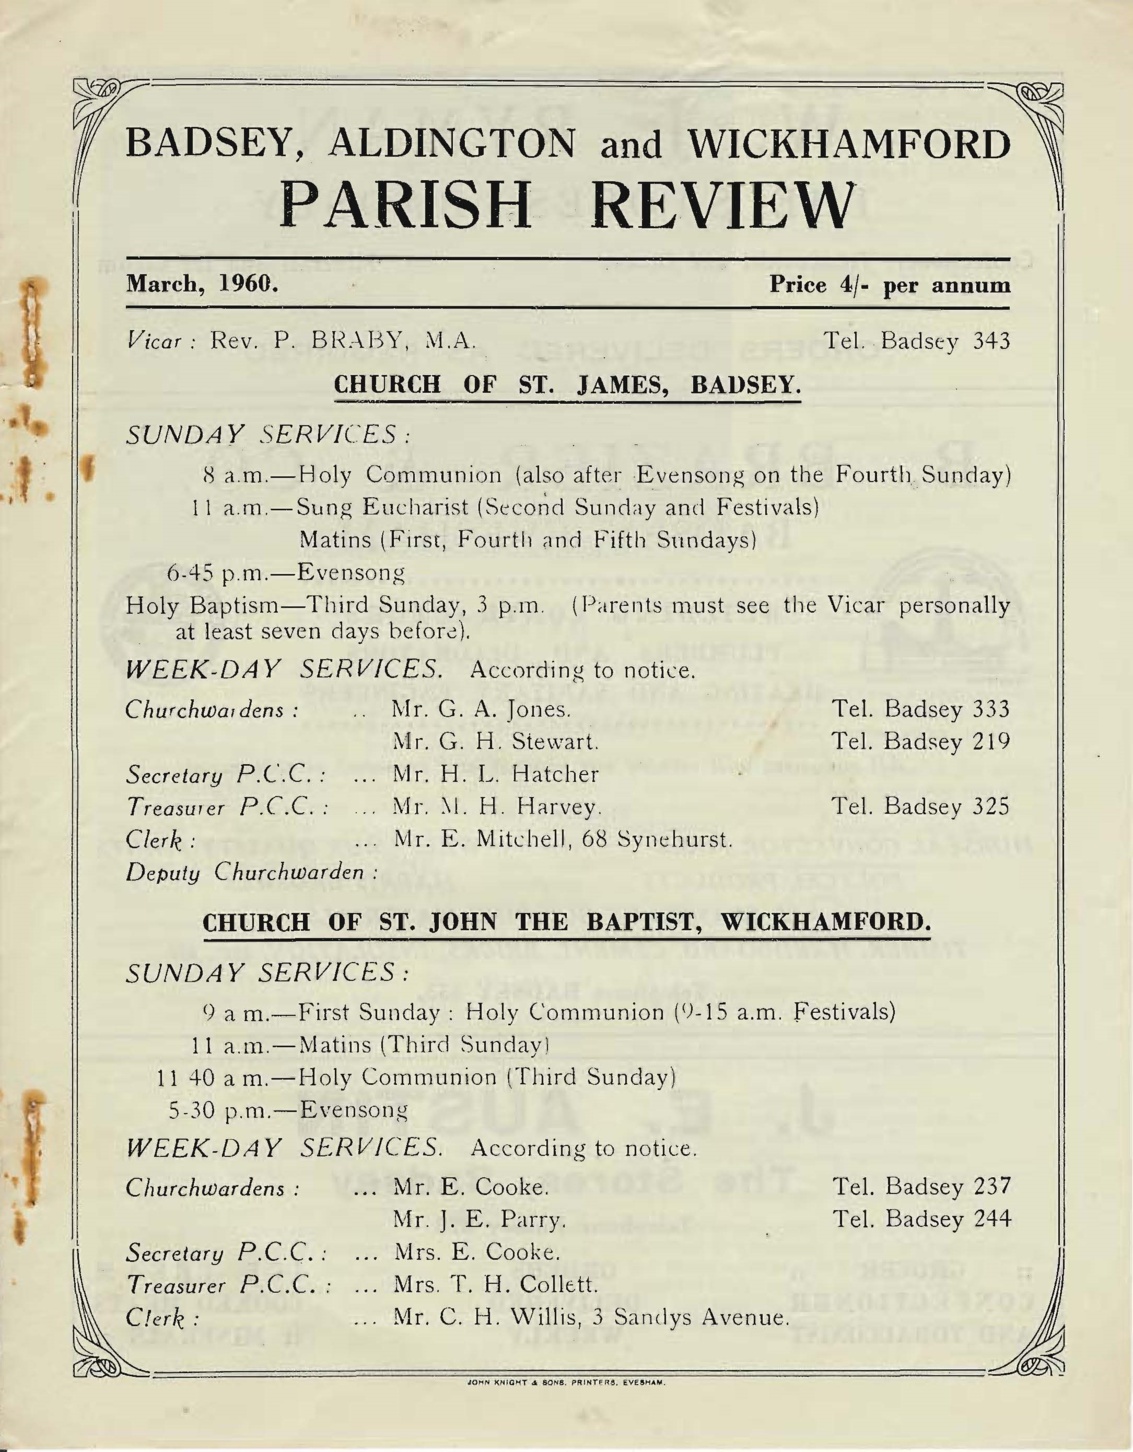 BADSEY, ALDINGTON and WICKHAMFORD
PARISH REVIEW
March, 1960. Price 4/- per annum
Vicar : Rev. P. BRABY, M.A. Tel. Badsey 343
CHURCH OF ST. JAMES, BADSEY.
SUNDAY SERVICES :
8 a.m.—Holy Communion (also after Evensong on the Fourth Sunday)
11 a.m.—Sung Eucharist (Second Sunday and Festivals)
Matins (First, Fourth and Fifth Sundays)
6-45 p.m.—Evensong
Holy Baptism—Third Sunday, 3 p.m. (Parents must see the Vicar personally
at least seven days before).
WEEK-DAY SERVICES. According to notice.
Churchwardens : .. Mr. G. A. Jones. Tel. Badsey 333
Mr. G. H. Stewart. Tel. Badsey 219
Secretary P.C.C. : ... Mr. H. L. Hatcher
Treasurer P.C.C. : ... Mr. M. H. Harvey. Tel. Badsey 325
Clerk : ... Mr. E. Mitchell, 68 Synehurst.
Deputy Churchwarden :
CHURCH OF ST. JOHN THE BAPTIST, WICKHAMFORD.
SUNDAY SERVICES :
9 a m.—First Sunday : Holy Communion (9-15 a.m. Festivals)
11 a.m.—Matins (Third Sunday)
11 40 a m.—Holy Communion (Third Sunday)
5-30 p.m.—Evensong
WEEK-DAY SERVICES. According to notice.
Churchwardens : ... Mr. E. Cooke. Tel. Badsey 237
Mr. J. E. Parry. Tel. Badsey 244
Secretary P.C.C. : ... Mrs. E. Cooke.
Treasurer P.C.C. : ... Mrs. T. H. Collett.
Clerk : ... Mr. C. H. Willis, 3 Sandys Avenue.
JOHN KNIGHT & SONS. PRINTERS. EVESHAM.